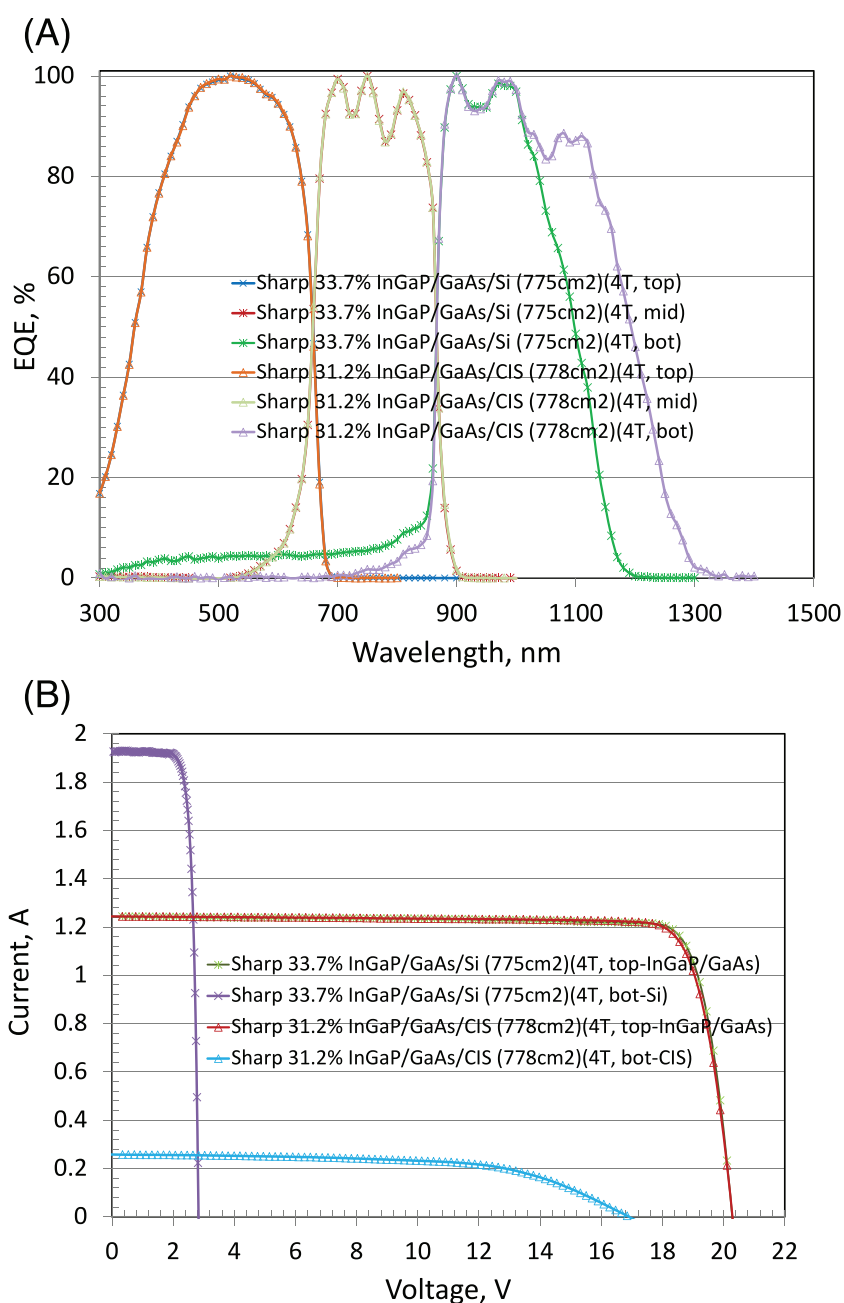 (A)
100
80
60
40
20
0
EQE, %
Sharp 33.7% InGaP/GaAs/Si (775cm2)(4T, top)
Sharp 33.7% InGaP/GaAs/Si (775cm2)(4T, mid)
Sharp 33.7% InGaP/GaAs/Si (775cm2)(4T, bot)
Sharp 31.2% InGaP/GaAs/CIS (778cm2)(4T, top)
Sharp 31.2% InGaP/GaAs/CIS (778cm2)(4T, mid)
Sharp 31.2% InGaP/GaAs/CIS (778cm2)(4T, bot)
300 500 700 900 1100 1300 1500
Wavelength, nm
(B)
2
1.8
1.6
1.4
1.2
1
0.8
0.6
0.4
0.2
0
Current, A
Sharp 33.7% InGaP/GaAs/Si (775cm2)(4T, top-InGaP/GaAs)
Sharp 33.7% InGaP/GaAs/Si (775cm2)(4T, bot-Si)
Sharp 31.2% InGaP/GaAs/CIS (778cm2)(4T, top-InGaP/GaAs)
Sharp 31.2% InGaP/GaAs/CIS (778cm2)(4T, bot-CIS)
0 2 4 6 8 10 12 14 16 18 20 22
Voltage, V